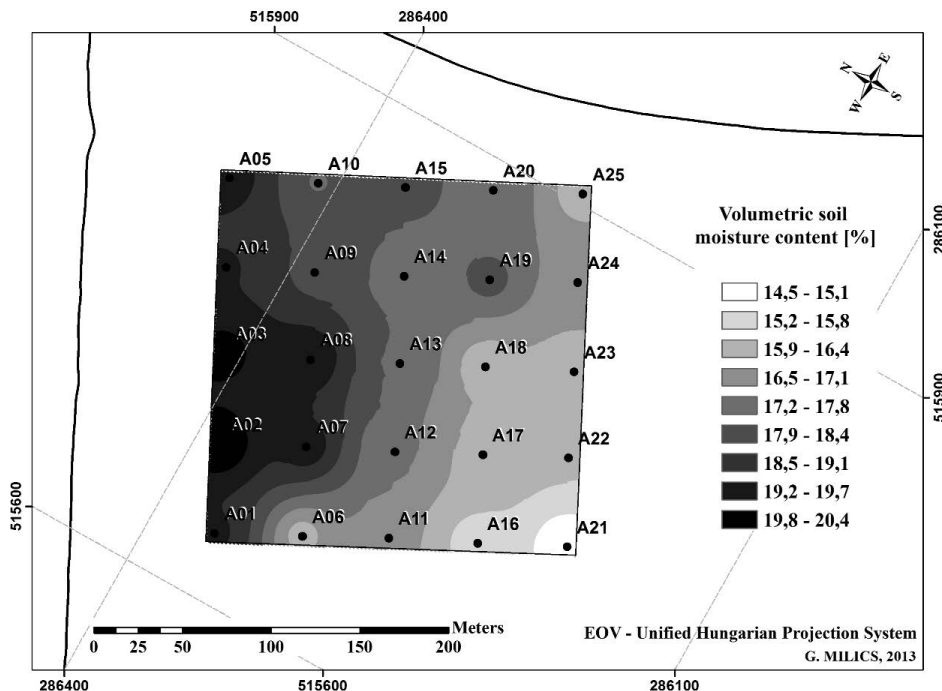 515900 286400
N E
W S
A05 A10 A15 A20 A25
Volumetric soil
moisture content [%]
286100
A04 A09 A14 A19 A24
14,5 - 15,1
15,2 - 15,8
15,9 - 16,4
16,5 - 17,1
17,2 - 17,8
17,9 - 18,4
18,5 - 19,1
19,2 - 19,7
19,8 - 20,4
A03 A08 A13 A18 A23
515900
A02 A07 A12 A17 A22
515600
A01 A06 A11 A16 A21
Meters
0 25 50 100 150 200
EOV - Unified Hungarian Projection System
G. MILICS, 2013
286400 515600 286100